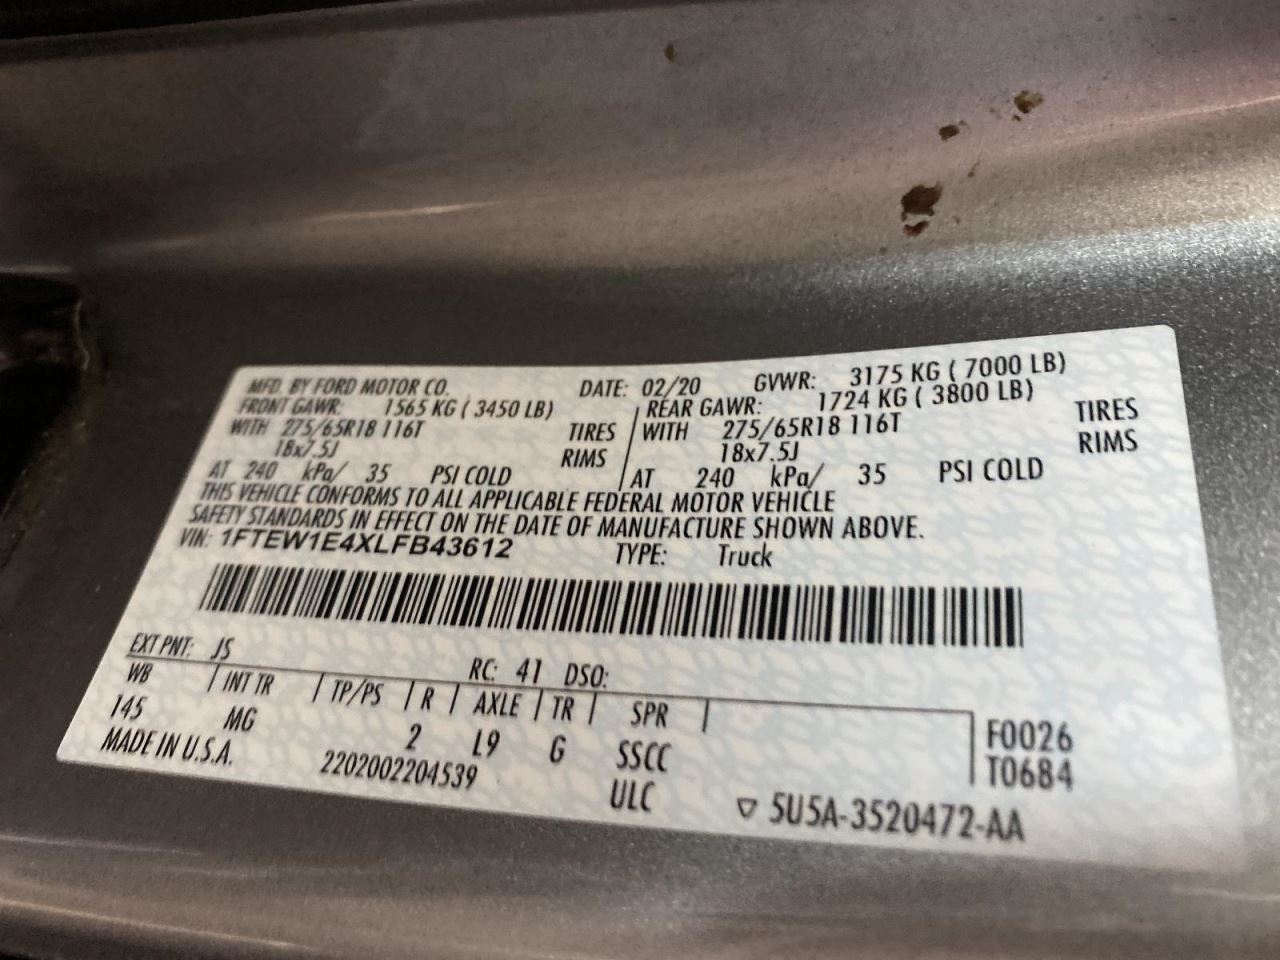 MFD. BY FORD MOTOR CO. DATE: 02/20 GVWR: 3175 KG ( 7000 LB)
FRONT GAWR: 1565 KG ( 3450 LB) REAR GAWR: 1724 KG ( 3800 LB)
WITH 275/65R18 116T TIRES WITH 275/65R18 116T TIRES
18x7.5J RIMS 18x7.5J RIMS
AT 240 kPa/ 35 PSI COLD AT 240 kPa/ 35 PSI COLD
THIS VEHICLE CONFORMS TO ALL APPLICABLE FEDERAL MOTOR VEHICLE
SAFETY STANDARDS IN EFFECT ON THE DATE OF MANUFACTURE SHOWN ABOVE.
VIN: 1FTEW1E4XLFB43612 TYPE: Truck
EXT PNT: JS RC: 41 DSO:
WB INT TR TP/PS R AXLE TR SPR F0026
145 MG 2 L9 G SSCC T0684
MADE IN U.S.A. 2202002204539 ULC ▽ 5U5A-3520472-AA